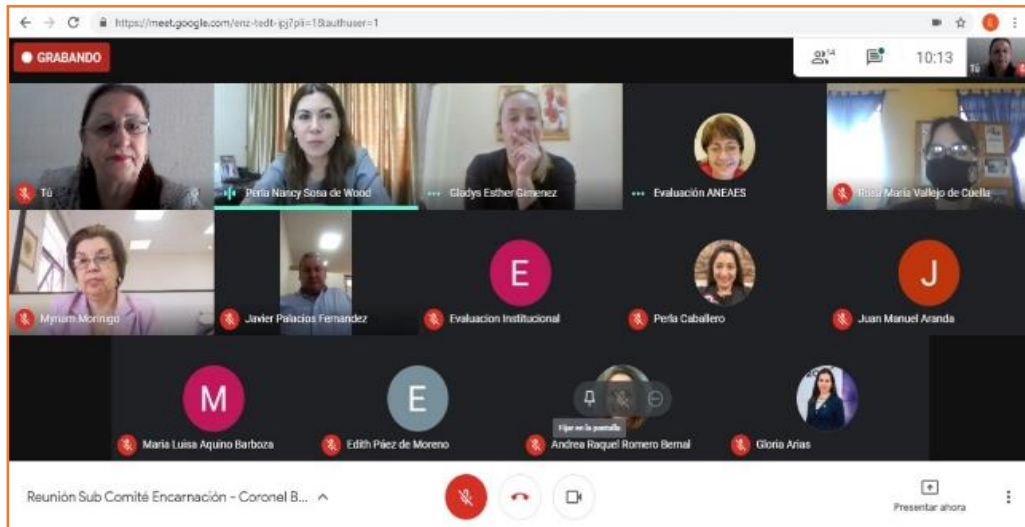 https://meet.google.com/enz-tedt-ipj?pli=1&authuser=1
E
GRABANDO
14
10:13
Tú
Tú
Perla Nancy Sosa de Wood
Gladys Esther Gimenez
Evaluación ANEAES
Rosa María Vallejo de Cuella
Myriam Morinigo
Javier Palacios Fernandez
E
Evaluacion Institucional
Perla Caballero
J
Juan Manuel Aranda
M
Maria Luisa Aquino Barboza
E
Edith Páez de Moreno
Fijar en la pantalla
Andrea Raquel Romero Bernal
Gloria Arias
Reunión Sub Comité Encarnación - Coronel B...
Presentar ahora